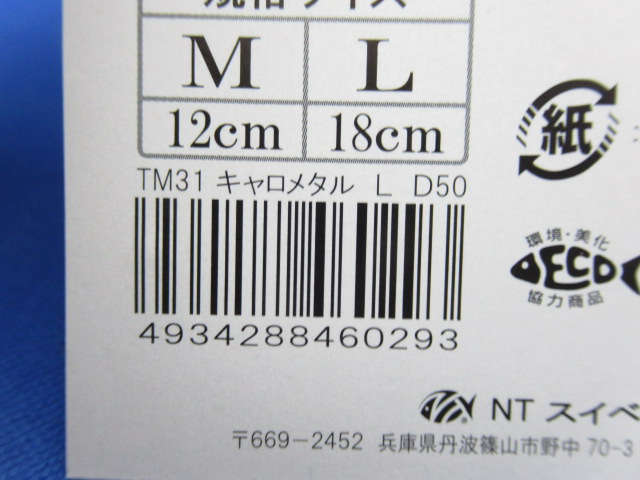 規格サイズ
M L
12cm 18cm
紙
TM31 キャロメタル L D50
環境・美化
ECO
協力商品
4934288460293
NT スイベ
〒669-2452 兵庫県丹波篠山市野中 70-3